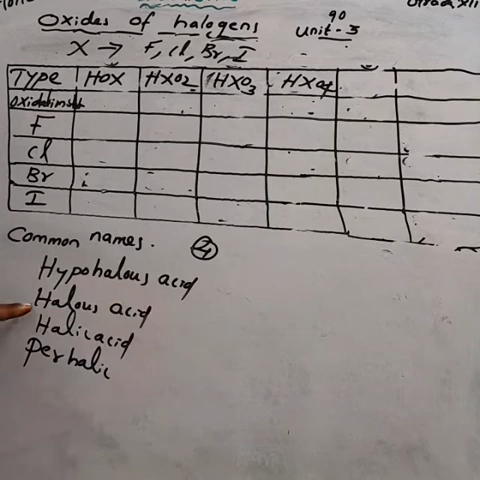 Oxides of halogens
90
Unit-3
X → F, Cl, Br, I
Type HOX HXO2 HXO3 HXO4
F
Cl
Br :
I
Common names. 24
Hypohalous acid
Halous acid
Halic acid
Perhalic